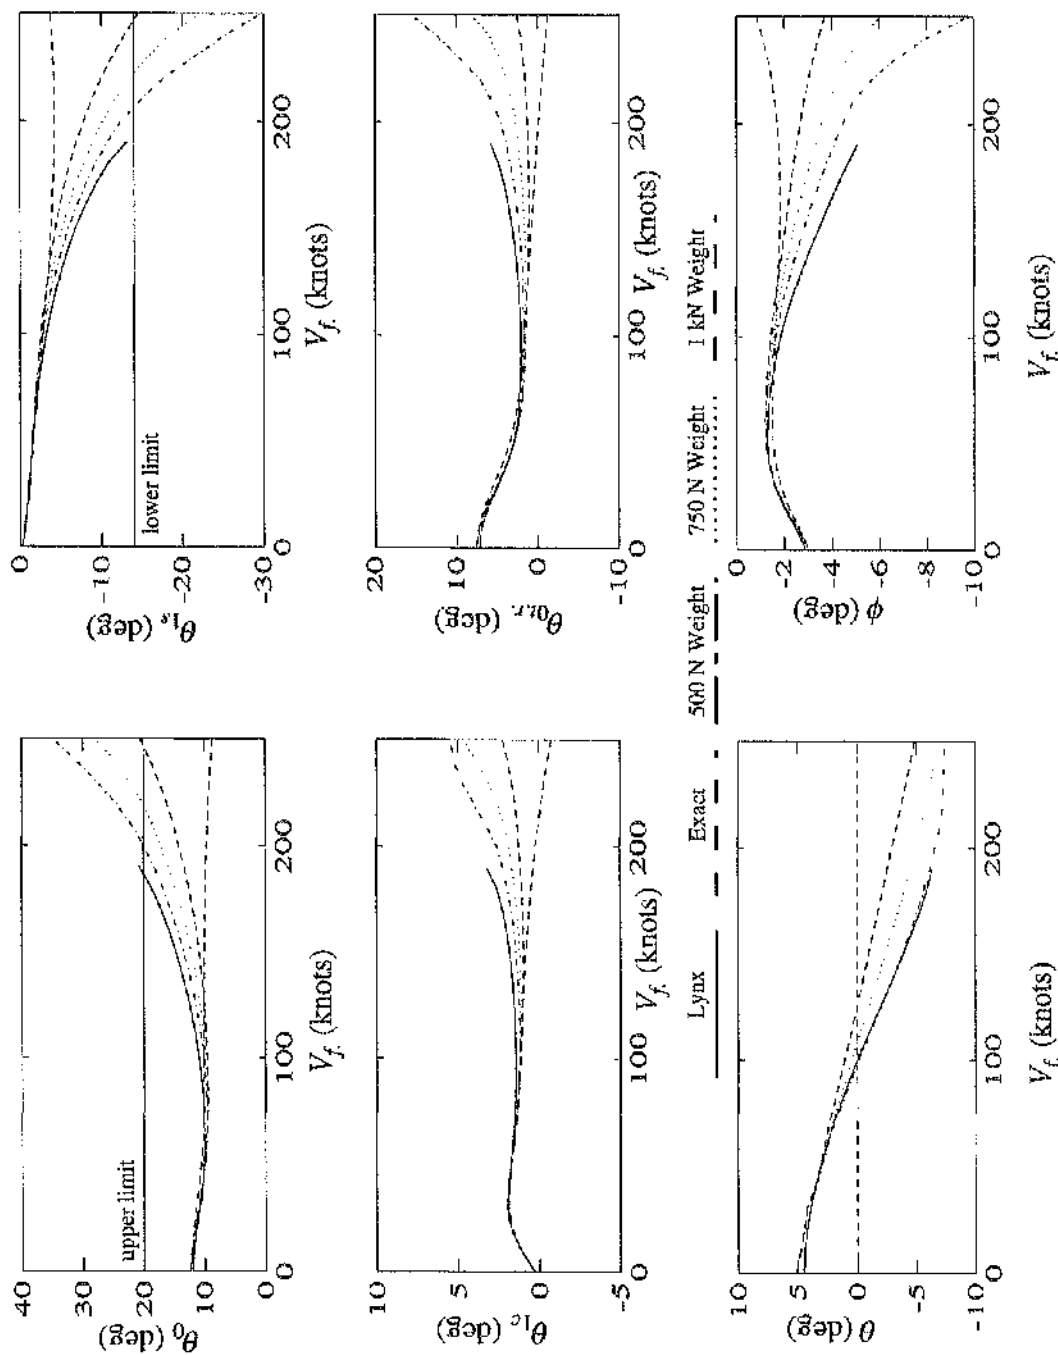 40
30
20
10
0
θ0 (deg)
upper limit
0
100
200
Vf. (knots)
0
-10
-20
-30
θ1s (deg)
lower limit
0
100
200
Vf. (knots)
10
5
0
-5
θ1c (deg)
0
100
200
Vf. (knots)
20
10
0
-10
θ0t.r. (deg)
0
100
200
Vf. (knots)
Lynx
Exact
500 N Weight
750 N Weight
1 kN Weight
10
5
0
-5
-10
θ (deg)
0
100
200
Vf. (knots)
0
-2
-4
-6
-8
-10
ϕ (deg)
0
100
200
Vf. (knots)